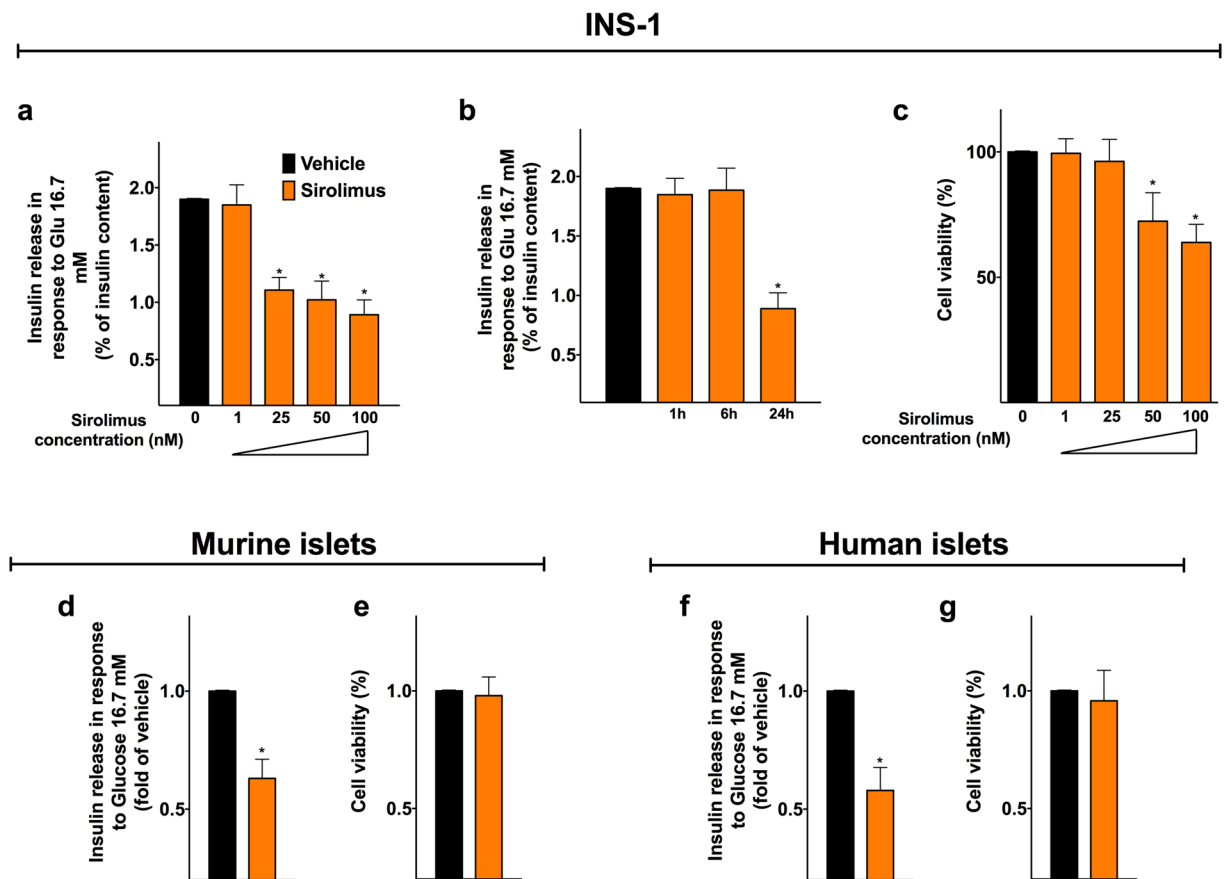 INS-1
a
Insulin release in
response to Glu 16.7
mM
(% of insulin content)
2.0
1.5
1.0
0.5
Vehicle
Sirolimus
*
*
*
Sirolimus
concentration (nM)
0 1 25 50 100
b
Insulin release in
response to Glu 16.7 mM
(% of insulin content)
2.0
1.5
1.0
0.5
*
1h 6h 24h
c
Cell viability (%)
100
50
*
*
Sirolimus
concentration (nM)
0 1 25 50 100
Murine islets
d
Insulin release in response
to Glucose 16.7 mM
(fold of vehicle)
1.0
0.5
*
e
Cell viability (%)
1.0
0.5
Human islets
f
Insulin release in response
to Glucose 16.7 mM
(fold of vehicle)
1.0
0.5
*
g
Cell viability (%)
1.0
0.5